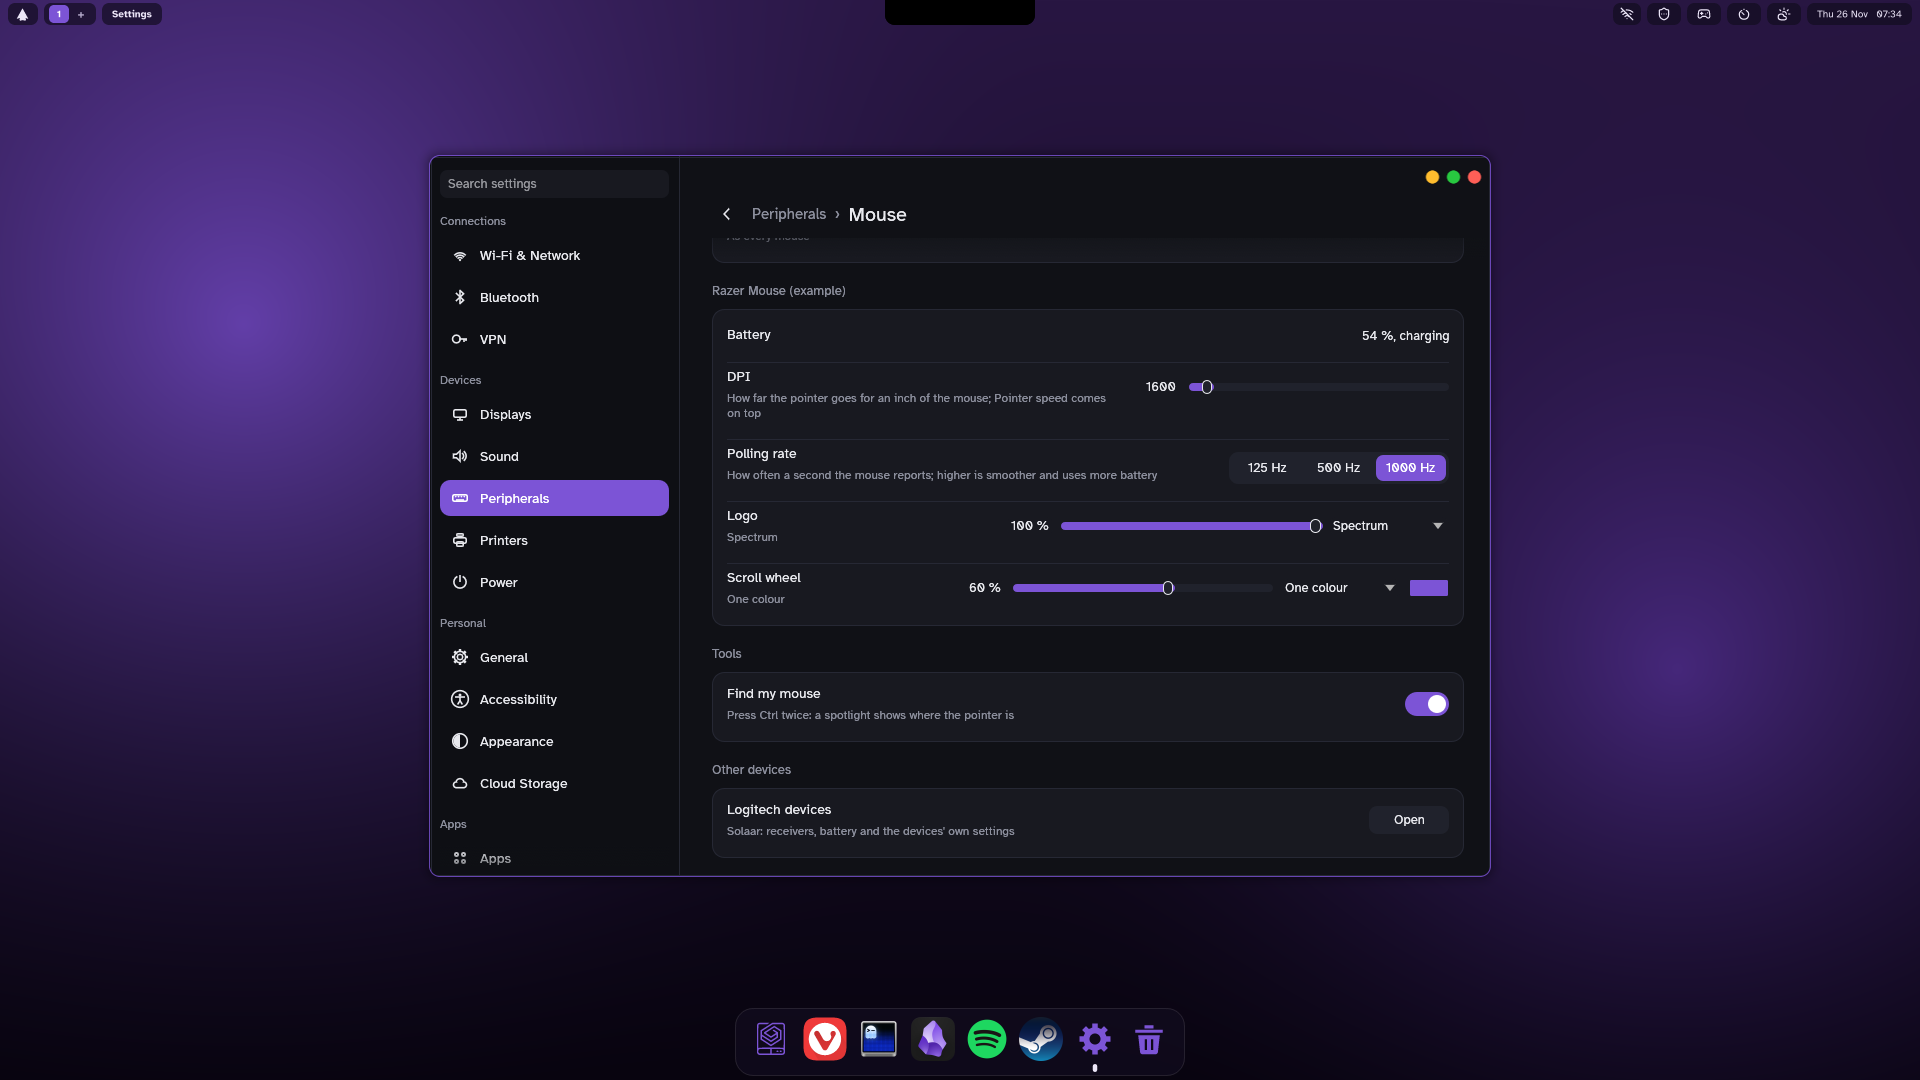 1
+
Settings
Thu 26 Nov 07:34
Search settings
Connections
Wi-Fi & Network
Bluetooth
VPN
Devices
Displays
Sound
Peripherals
Printers
Power
Personal
General
Accessibility
Appearance
Cloud Storage
Apps
Apps
Peripherals › Mouse
As every mouse
Razer Mouse (example)
Battery
54 %, charging
DPI
How far the pointer goes for an inch of the mouse; Pointer speed comes
on top
1600
Polling rate
How often a second the mouse reports; higher is smoother and uses more battery
125 Hz 500 Hz 1000 Hz
Logo
Spectrum
100 %
Spectrum
Scroll wheel
One colour
60 %
One colour
Tools
Find my mouse
Press Ctrl twice: a spotlight shows where the pointer is
Other devices
Logitech devices
Solaar: receivers, battery and the devices' own settings
Open